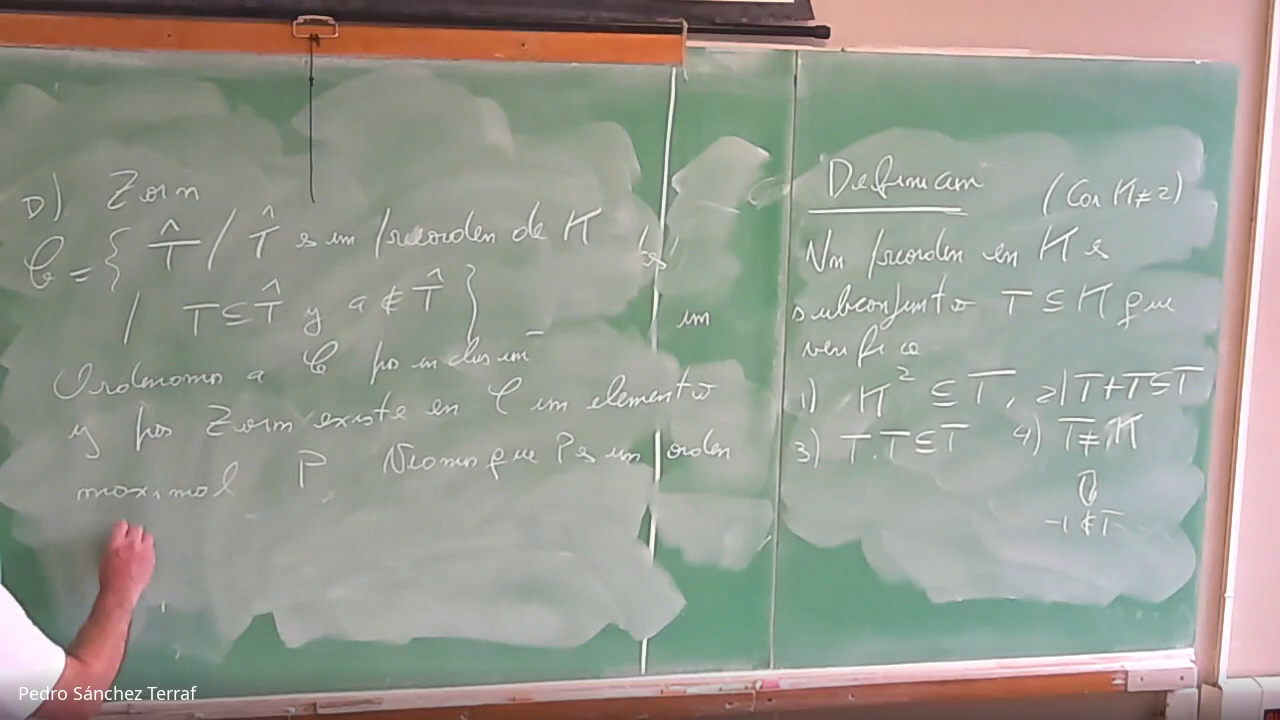 D) Zorn
C = { T̂ / T̂ es un preorden de K
/ T ⊆ T̂ y a ∉ T̂ }
Ordenamos a C por inclusión
y por Zorn existe en C un elemento
maximal P. Veamos que P es un orden
un
Definición (Car K ≠ 2)
Un preorden en K es
subconjunto T ⊆ K que
verifica
1) K² ⊆ T, 2) T+T ⊆ T
3) T.T ⊆ T 4) T ≠ K
⇕
-1 ∉ T
Pedro Sánchez Terraf